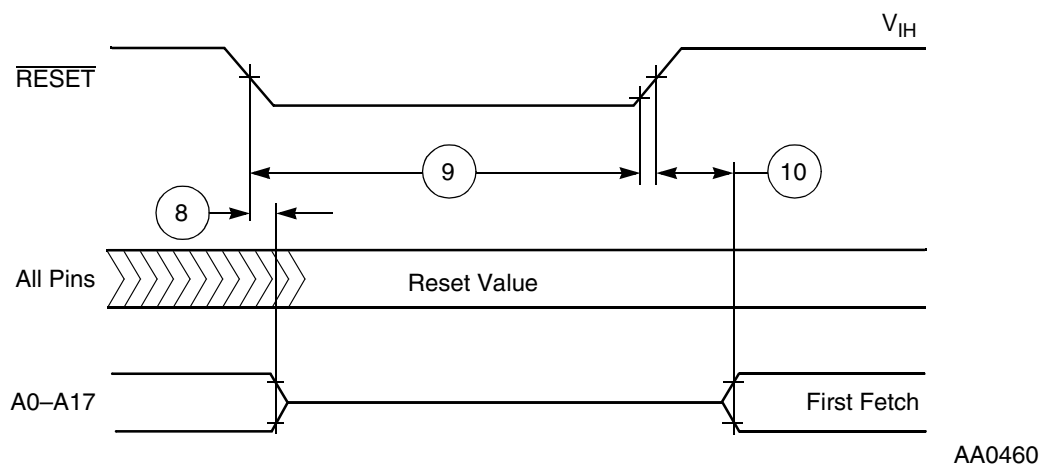 V_IH
RESET
9
10
8
All Pins
Reset Value
A0–A17
First Fetch
AA0460